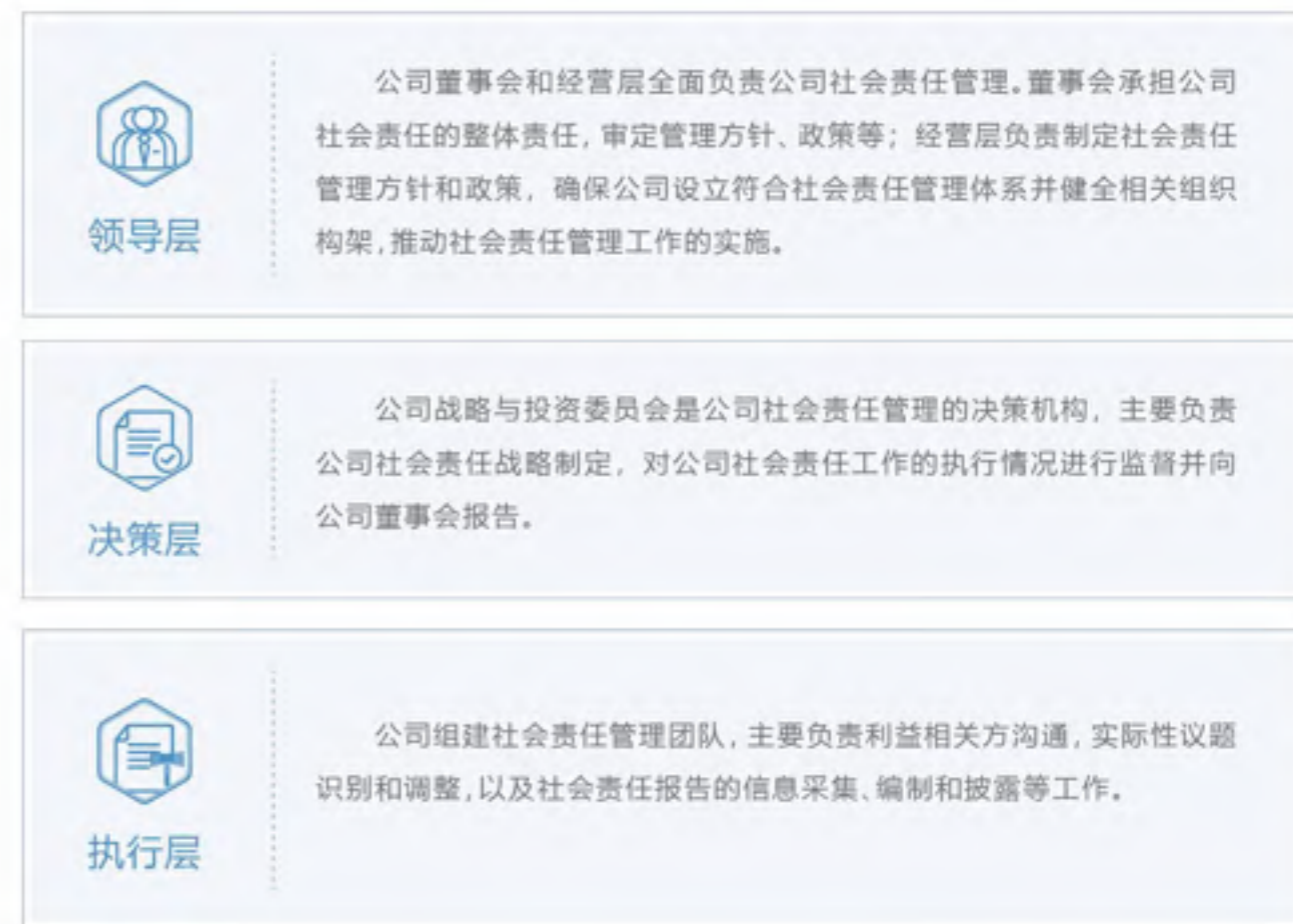 公司董事会和经营层全面负责公司社会责任管理。董事会承担公司
社会责任的整体责任,审定管理方针、政策等;经营层负责制定社会责任
管理方针和政策,确保公司设立符合社会责任管理体系并健全相关组织
构架,推动社会责任管理工作的实施。
领导层
公司战略与投资委员会是公司社会责任管理的决策机构,主要负责
公司社会责任战略制定,对公司社会责任工作的执行情况进行监督并向
公司董事会报告。
决策层
公司组建社会责任管理团队,主要负责利益相关方沟通,实际性议题
识别和调整,以及社会责任报告的信息采集、编制和披露等工作。
执行层